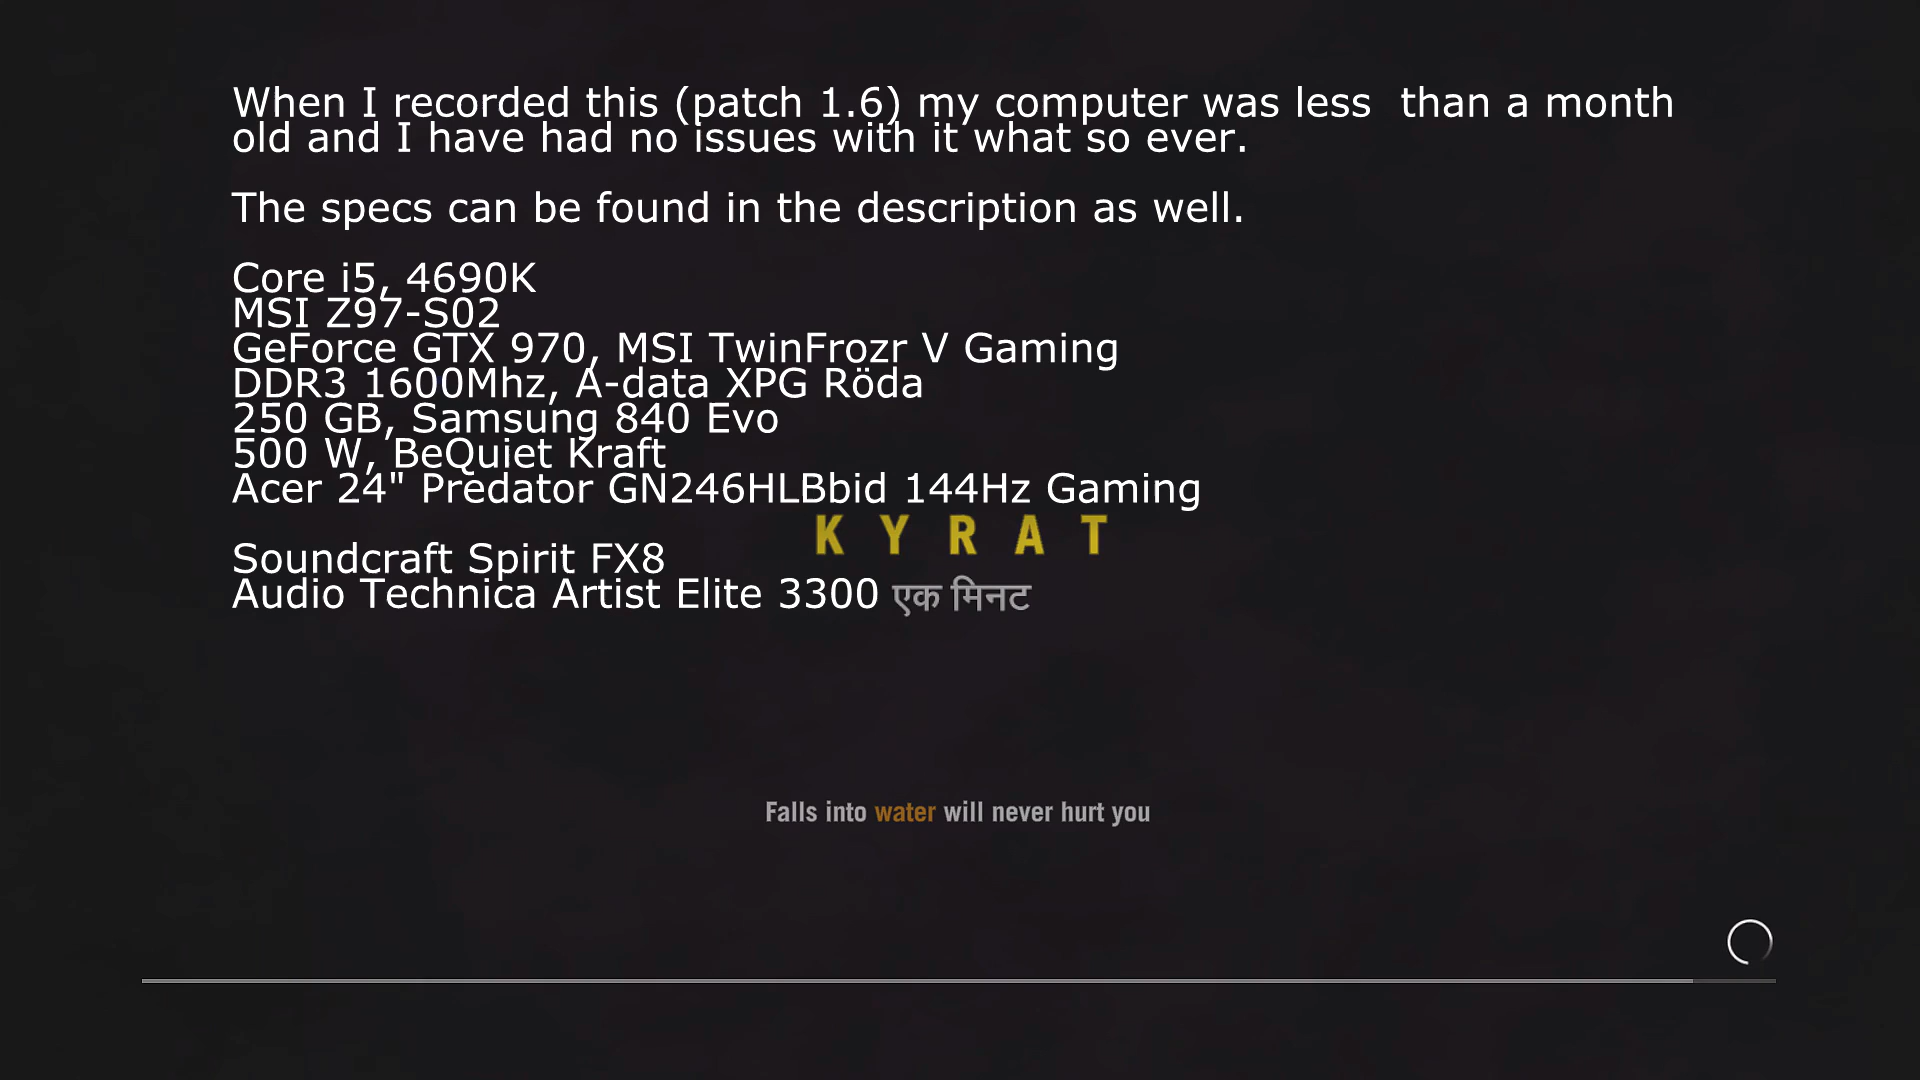 When I recorded this (patch 1.6) my computer was less  than a month
old and I have had no issues with it what so ever.
The specs can be found in the description as well.
Core i5, 4690K
MSI Z97-S02
GeForce GTX 970, MSI TwinFrozr V Gaming
DDR3 1600Mhz, A-data XPG Röda
250 GB, Samsung 840 Evo
500 W, BeQuiet Kraft
Acer 24" Predator GN246HLBbid 144Hz Gaming
KYRAT
Soundcraft Spirit FX8
Audio Technica Artist Elite 3300
एक मिनट
Falls into water will never hurt you